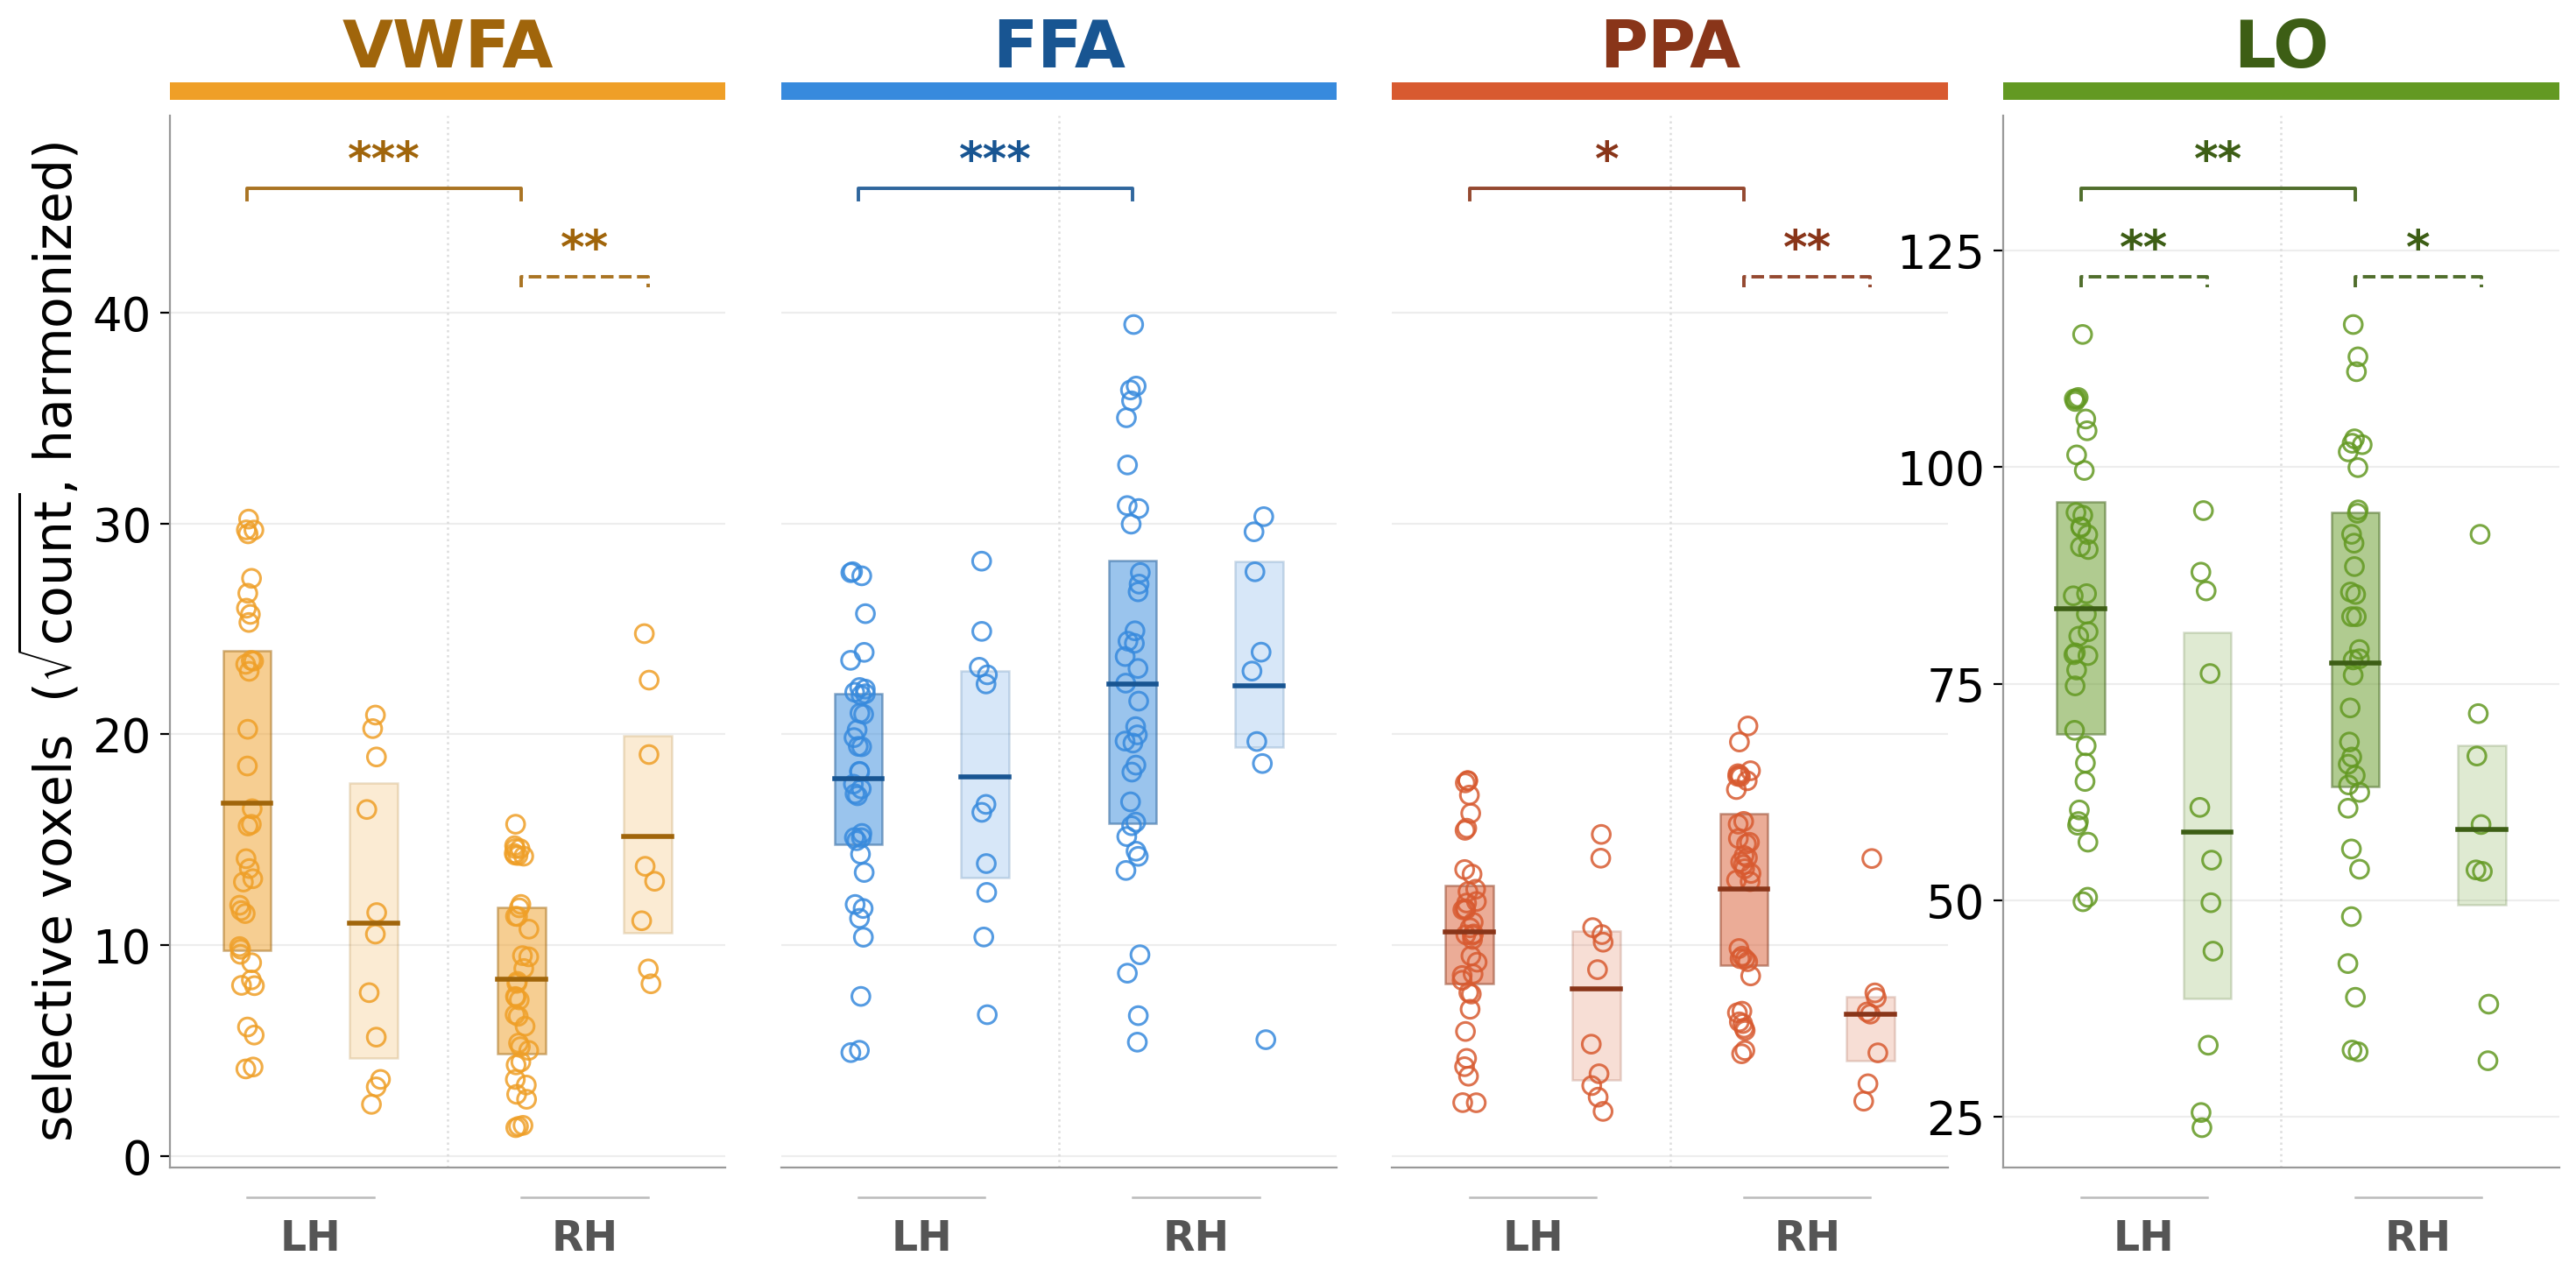 VWFA FFA PPA LO
*** *** * **
** ** ** *
selective voxels (√count, harmonized)
40
30
20
10
0
125
100
75
50
25
LH RH LH RH LH RH LH RH